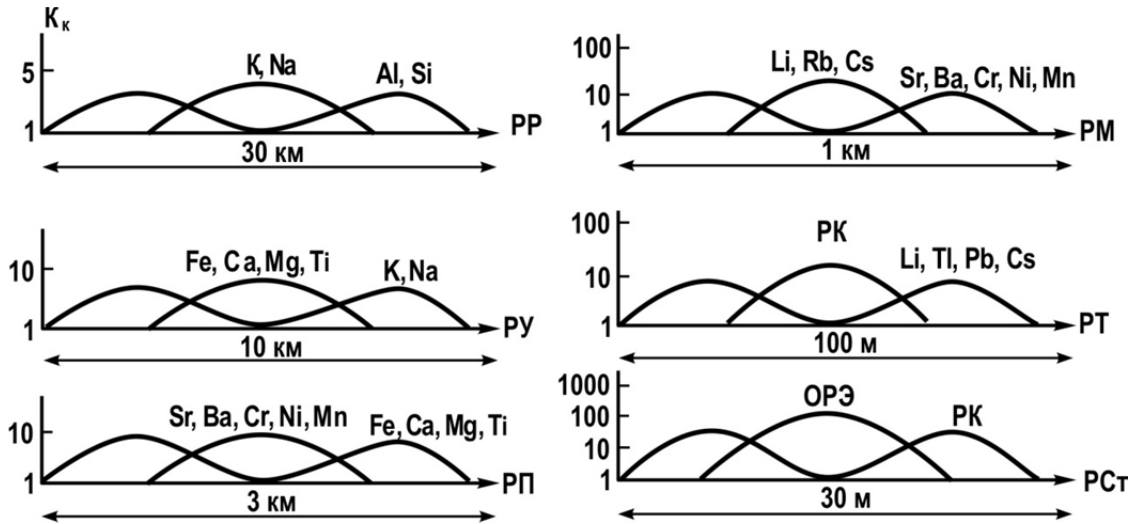 Кк
5
1
K, Na
Al, Si
РР
30 км
10
1
Fe, Ca, Mg, Ti
K, Na
РУ
10 км
10
1
Sr, Ba, Cr, Ni, Mn
Fe, Ca, Mg, Ti
РП
3 км
100
10
1
Li, Rb, Cs
Sr, Ba, Cr, Ni, Mn
РМ
1 км
100
10
1
РК
Li, Tl, Pb, Cs
РТ
100 м
1000
100
10
1
ОРЭ
РК
РСт
30 м